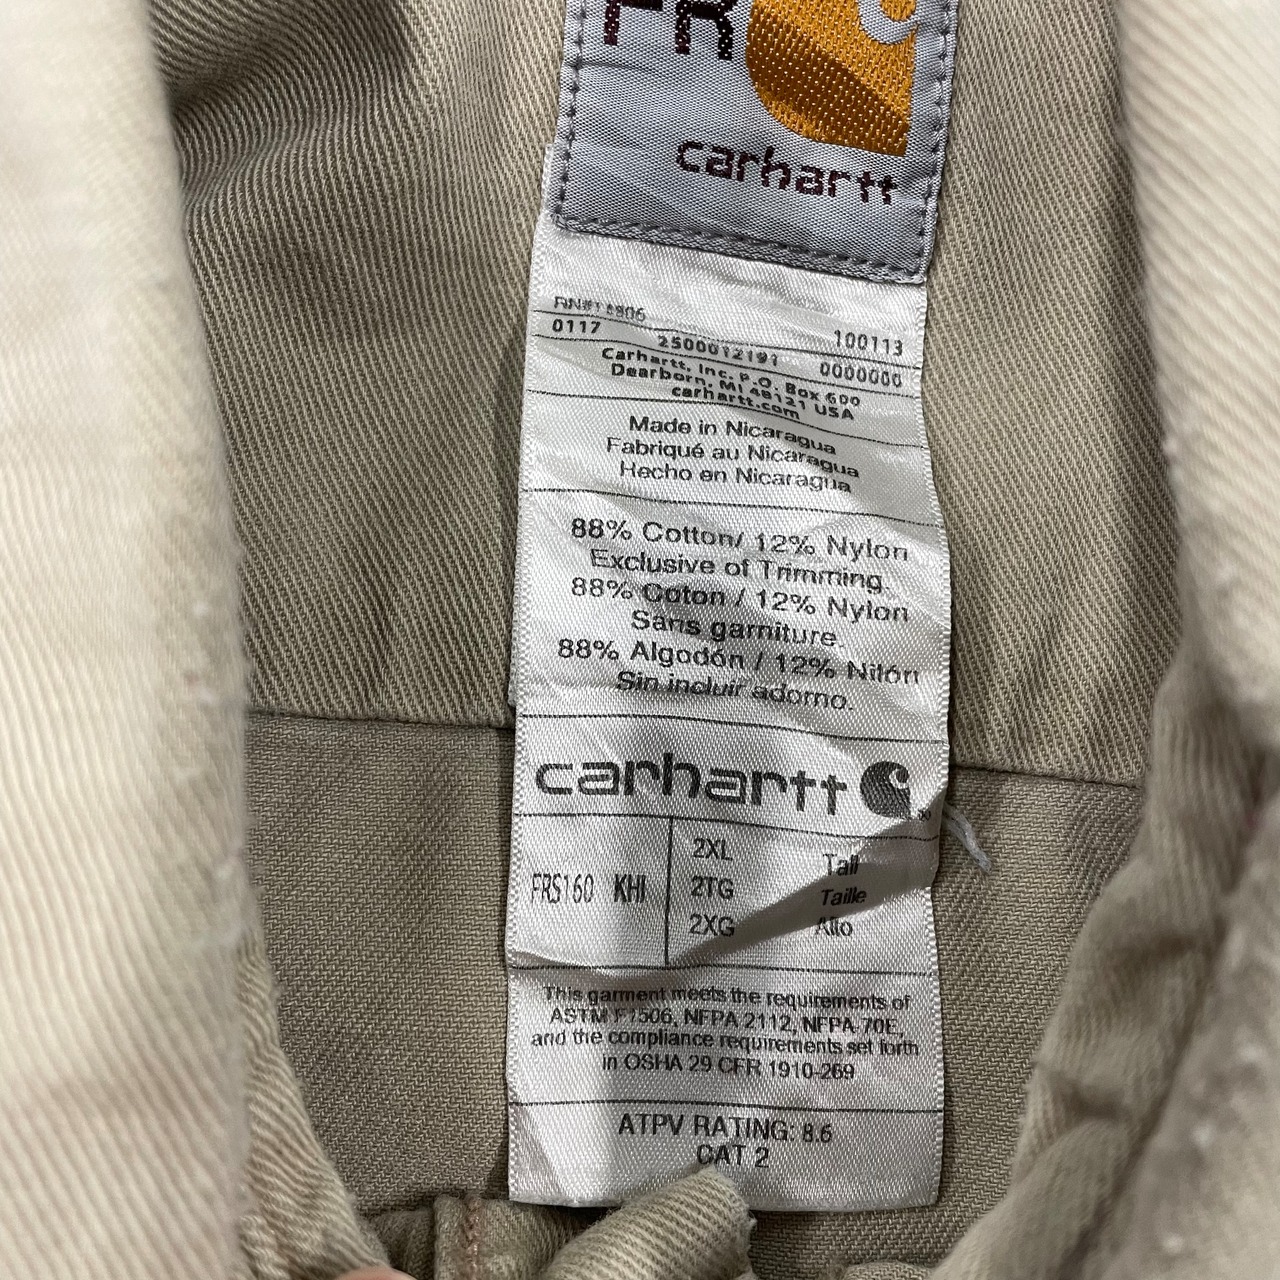 FR
carhartt
RN#14806
100113
0117
2500012191
0000000
Carhartt, Inc. P.O. Box 600
Dearborn, MI 48121 USA
carhartt.com
Made in Nicaragua
Fabriqué au Nicaragua
Hecho en Nicaragua
88% Cotton/ 12% Nylon
Exclusive of Trimming.
88% Coton / 12% Nylon
Sans garniture.
88% Algodón / 12% Nilón
Sin incluir adorno.
carhartt
FRS160 KHI
2XL Tall
2TG Taille
2XG Alto
This garment meets the requirements of
ASTM F1506, NFPA 2112, NFPA 70E,
and the compliance requirements set forth
in OSHA 29 CFR 1910-269
ATPV RATING: 8.6
CAT 2